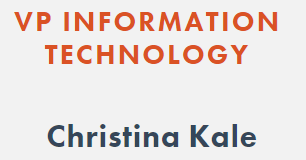 VP INFORMATION
TECHNOLOGY
Christina Kale